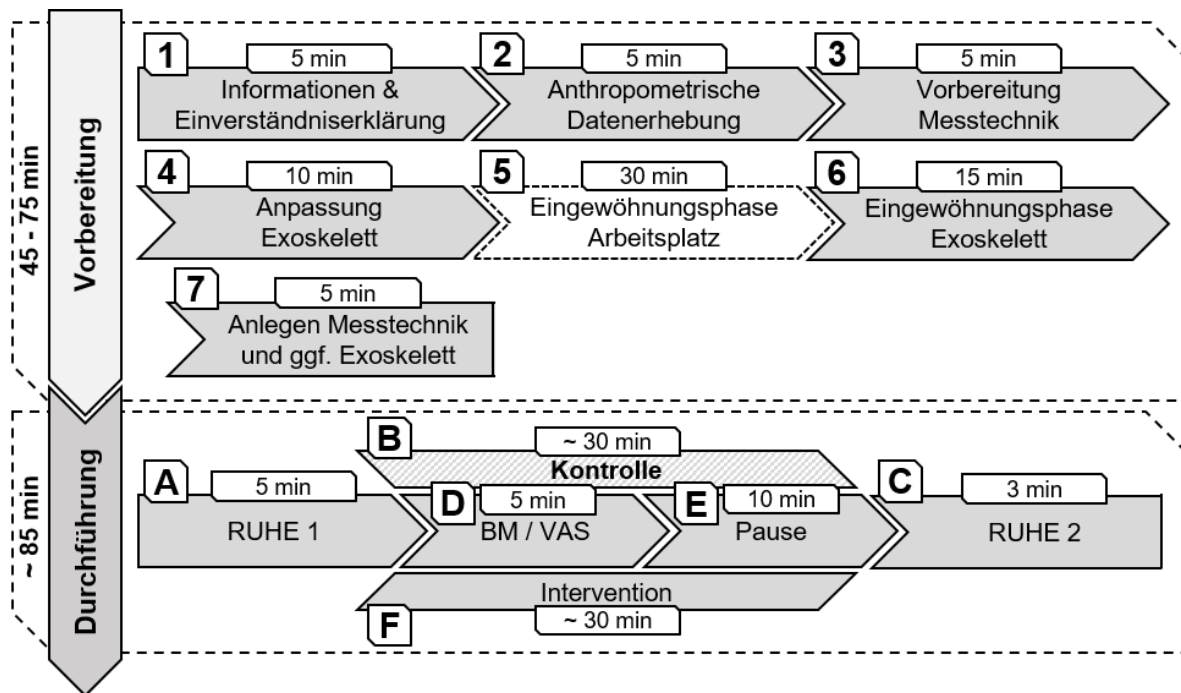 45 - 75 min
Vorbereitung
1
5 min
Informationen &
Einverständniserklärung
2
5 min
Anthropometrische
Datenerhebung
3
5 min
Vorbereitung
Messtechnik
4
10 min
Anpassung
Exoskelett
5
30 min
Eingewöhnungsphase
Arbeitsplatz
6
15 min
Eingewöhnungsphase
Exoskelett
7
5 min
Anlegen Messtechnik
und ggf. Exoskelett
~ 85 min
Durchführung
A
5 min
RUHE 1
B
~ 30 min
Kontrolle
D
5 min
BM / VAS
E
10 min
Pause
C
3 min
RUHE 2
Intervention
F
~ 30 min